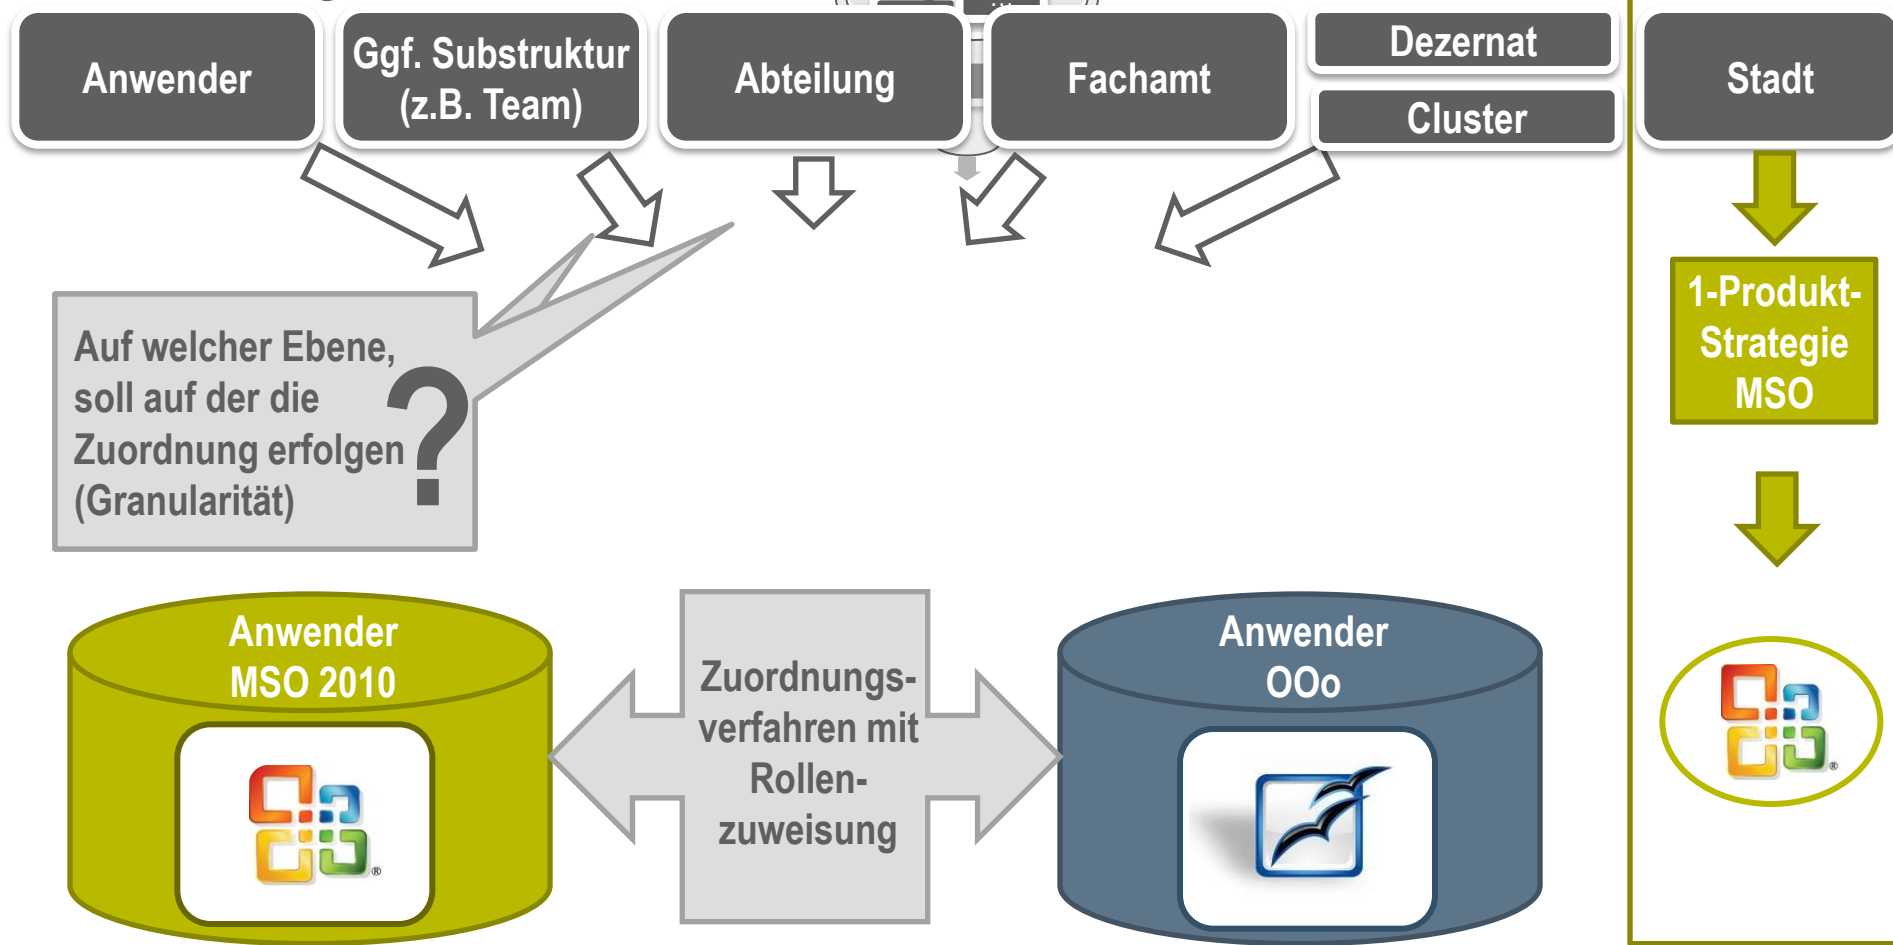 Anwender
Ggf. Substruktur
(z.B. Team)
Abteilung
Fachamt
Dezernat
Cluster
Stadt
Auf welcher Ebene,
soll auf der die
Zuordnung erfolgen
(Granularität)
?
1-Produkt-
Strategie
MSO
Anwender
MSO 2010
Zuordnungs-
verfahren mit
Rollen-
zuweisung
Anwender
OOo